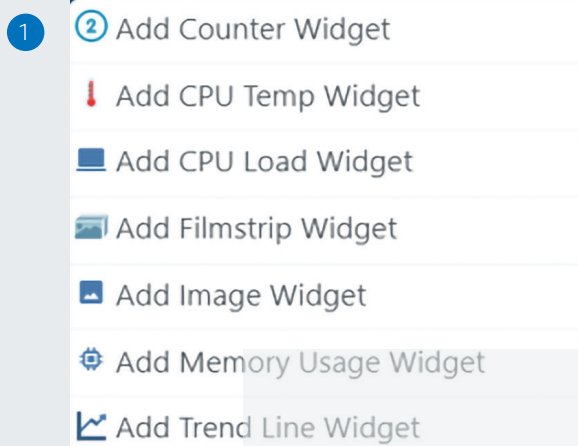 1
2 Add Counter Widget
Add CPU Temp Widget
Add CPU Load Widget
Add Filmstrip Widget
Add Image Widget
Add Memory Usage Widget
Add Trend Line Widget